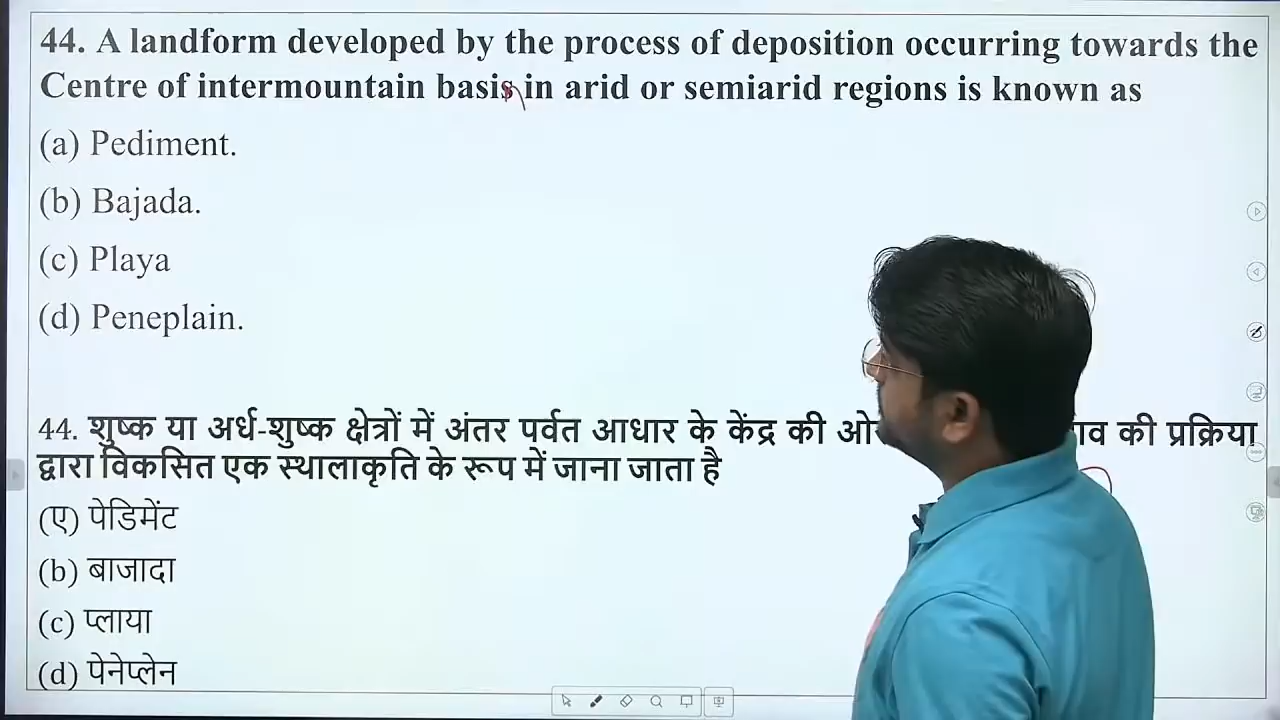 44. A landform developed by the process of deposition occurring towards the
Centre of intermountain basis in arid or semiarid regions is known as
(a) Pediment.
(b) Bajada.
(c) Playa
(d) Peneplain.
44. शुष्क या अर्ध-शुष्क क्षेत्रों में अंतर पर्वत आधार के केंद्र की की प्रक्रिया
द्वारा विकसित एक स्थालाकृति के रूप में जाना जाता है
(ए) पेडिमेंट
(b) बाजादा
(c) प्लाया
(d) पेनेप्लेन